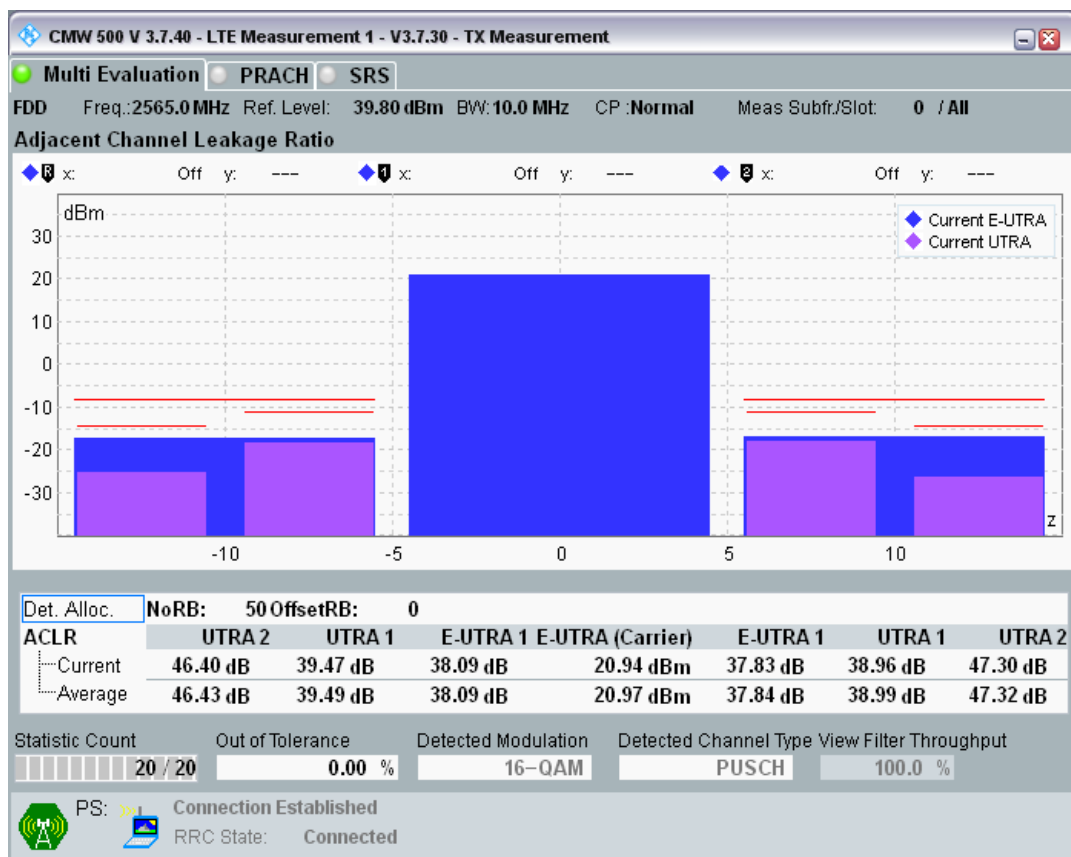 CMW 500 V 3.7.40 - LTE Measurement 1 - V3.7.30 - TX Measurement
Multi Evaluation PRACH SRS
FDD Freq.:2565.0 MHz Ref. Level: 39.80 dBm BW: 10.0 MHz CP :Normal Meas Subfr./Slot: 0 / All
Adjacent Channel Leakage Ratio
R x: Off y: --- 1 x: Off y: --- 2 x: Off y: ---
dBm
Current E-UTRA
Current UTRA
30
20
10
0
-10
-20
-30
z
-10 -5 0 5 10
Det. Alloc. NoRB: 50 OffsetRB: 0
ACLR UTRA 2 UTRA 1 E-UTRA 1 E-UTRA (Carrier) E-UTRA 1 UTRA 1 UTRA 2
Current 46.40 dB 39.47 dB 38.09 dB 20.94 dBm 37.83 dB 38.96 dB 47.30 dB
Average 46.43 dB 39.49 dB 38.09 dB 20.97 dBm 37.84 dB 38.99 dB 47.32 dB
Statistic Count Out of Tolerance Detected Modulation Detected Channel Type View Filter Throughput
20 / 20 0.00 % 16-QAM PUSCH 100.0 %
PS: Connection Established
RRC State: Connected